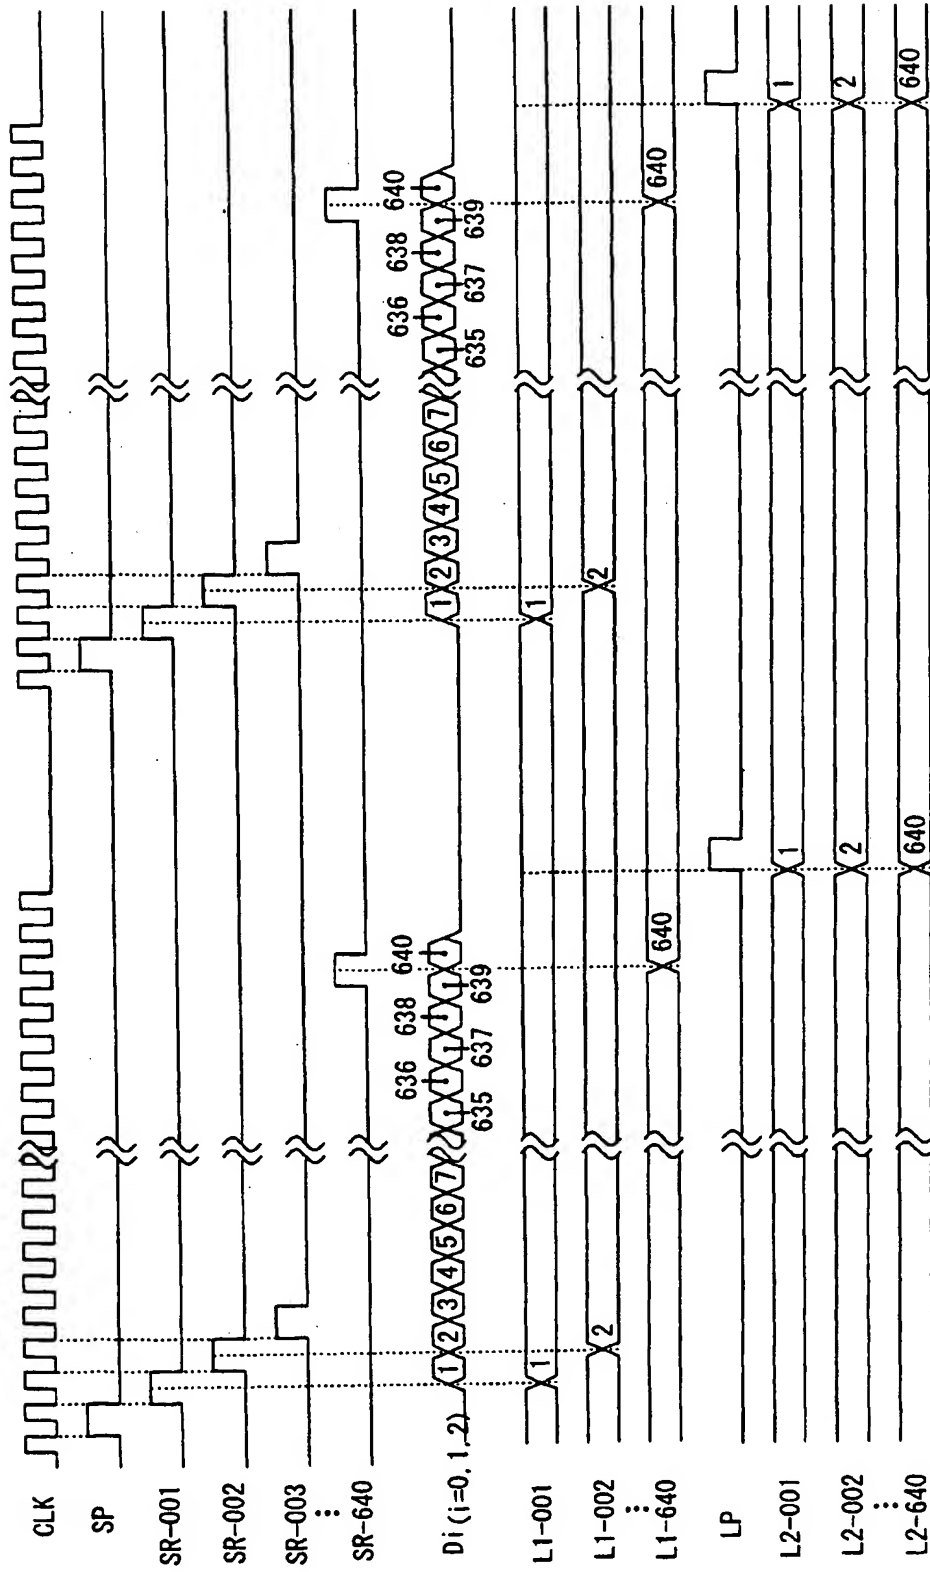 CLK
SP
SR-001
SR-002
SR-003
⋮
SR-640
Di (i=0, 1, 2) 1 2 3 4 5 6 7 635 636 637 638 639 640 1 2 3 4 5 6 7 635 636 637 638 639 640
L1-001 1 1
L1-002 2 2
⋮
L1-640 640 640
LP
L2-001 1 1
L2-002 2 2
⋮
L2-640 640 640